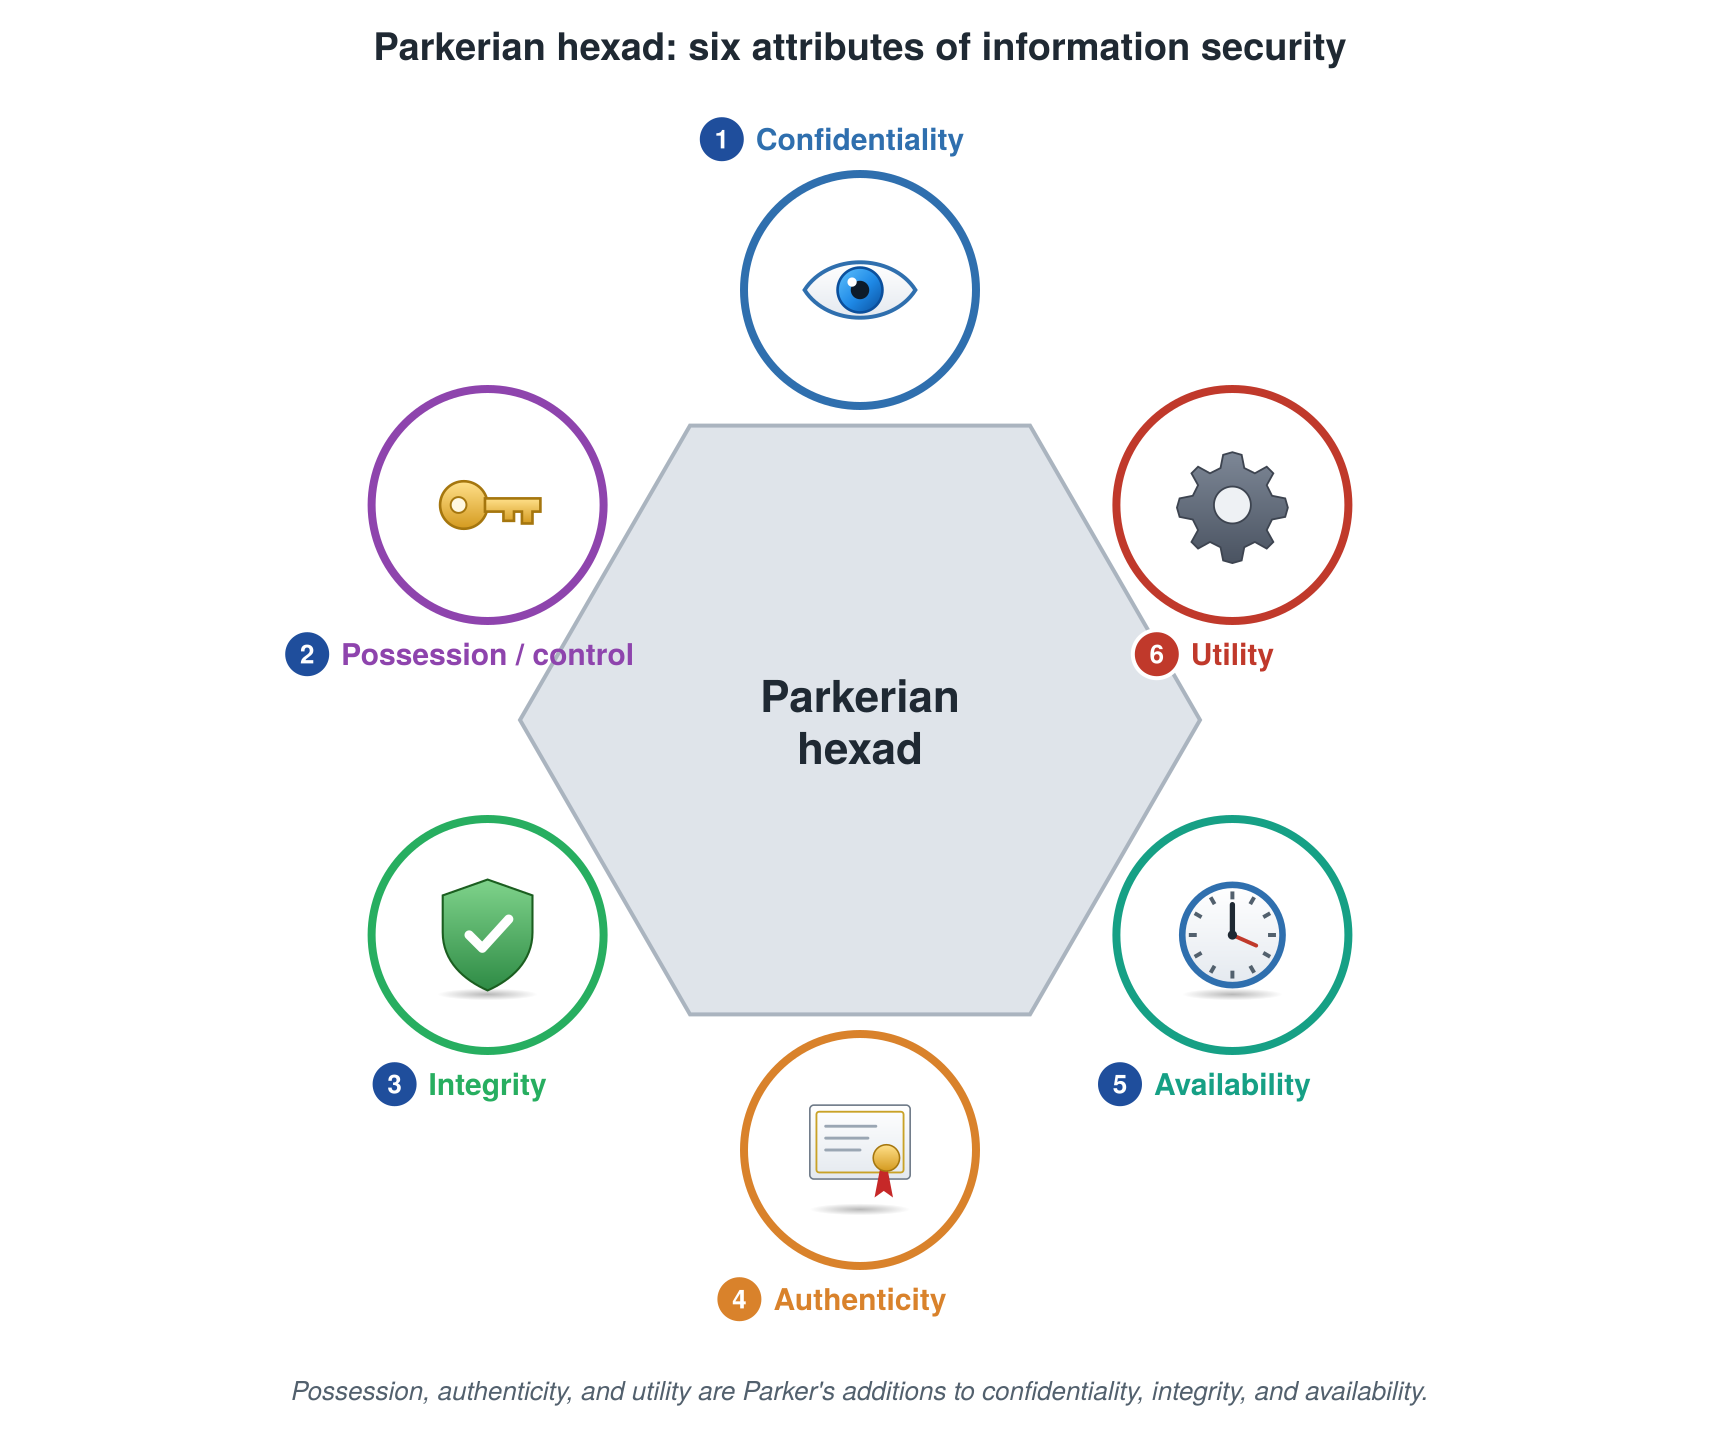 Parkerian hexad: six attributes of information security
1 Confidentiality
2 Possession / control
6 Utility
Parkerian
hexad
3 Integrity
5 Availability
4 Authenticity
Possession, authenticity, and utility are Parker's additions to confidentiality, integrity, and availability.